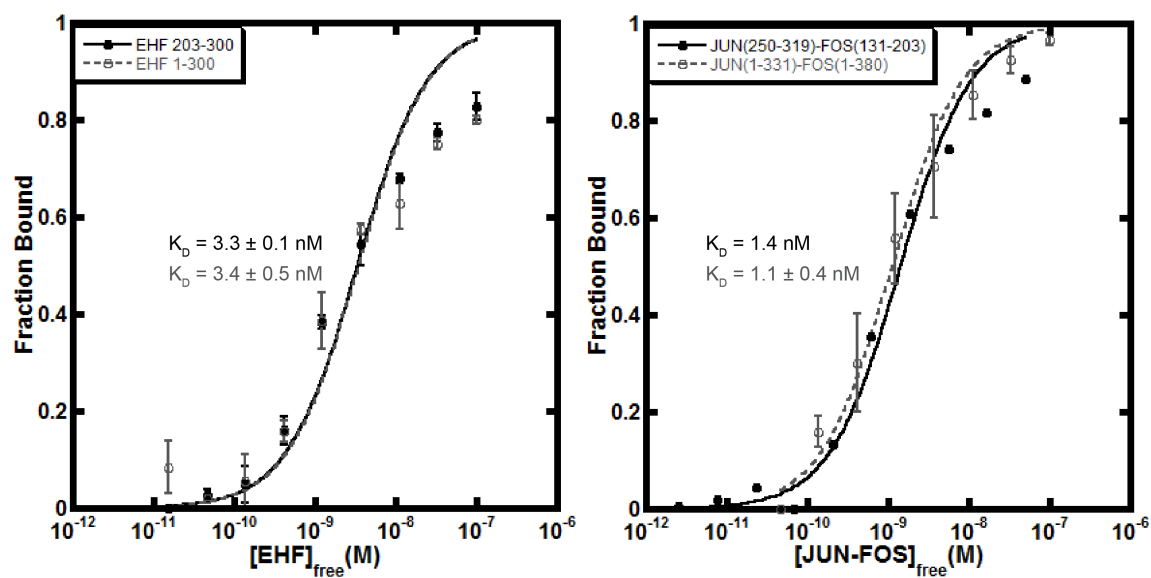 EHF 203-300
EHF 1-300
Fraction Bound
1
0.8
0.6
0.4
0.2
0
K_D = 3.3 ± 0.1 nM
K_D = 3.4 ± 0.5 nM
10^-12 10^-11 10^-10 10^-9 10^-8 10^-7 10^-6
[EHF]_free(M)
JUN(250-319)-FOS(131-203)
JUN(1-331)-FOS(1-380)
Fraction Bound
1
0.8
0.6
0.4
0.2
0
K_D = 1.4 nM
K_D = 1.1 ± 0.4 nM
10^-12 10^-11 10^-10 10^-9 10^-8 10^-7 10^-6
[JUN-FOS]_free(M)